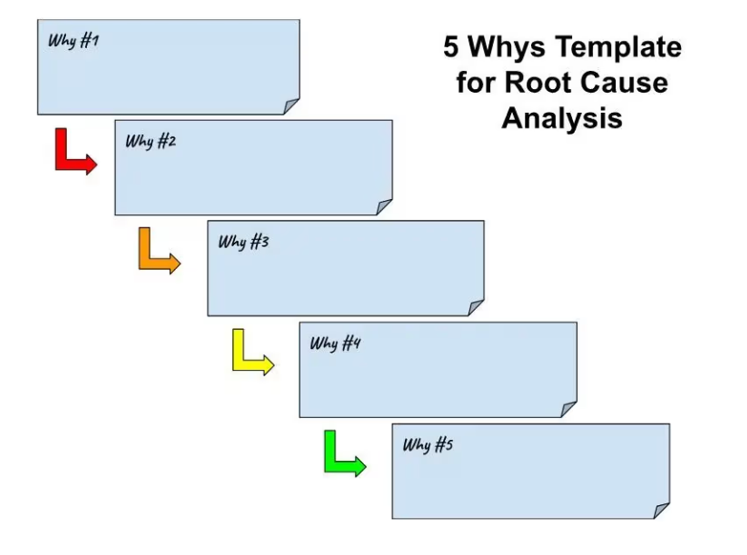 Why #1
5 Whys Template
for Root Cause
Analysis
Why #2
Why #3
Why #4
Why #5